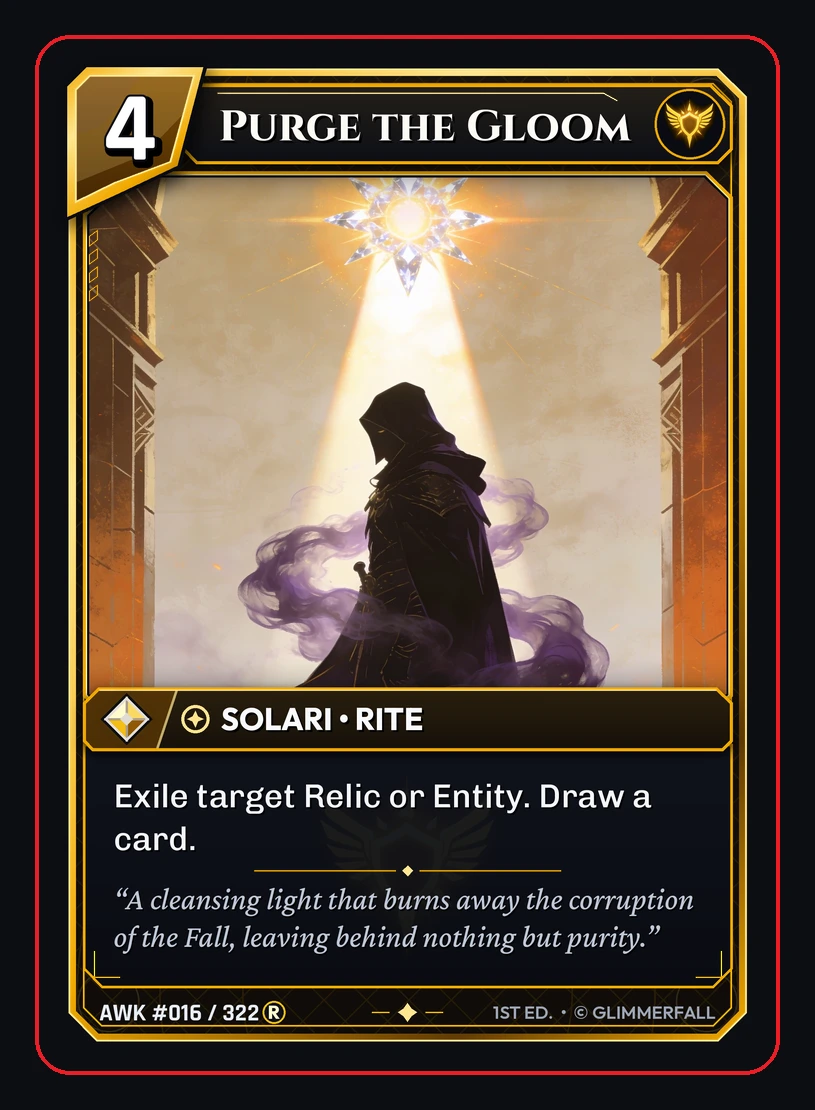 4
PURGE THE GLOOM
SOLARI • RITE
Exile target Relic or Entity. Draw a
card.
“A cleansing light that burns away the corruption
of the Fall, leaving behind nothing but purity.”
AWK #016 / 322 R
1ST ED. • © GLIMMERFALL